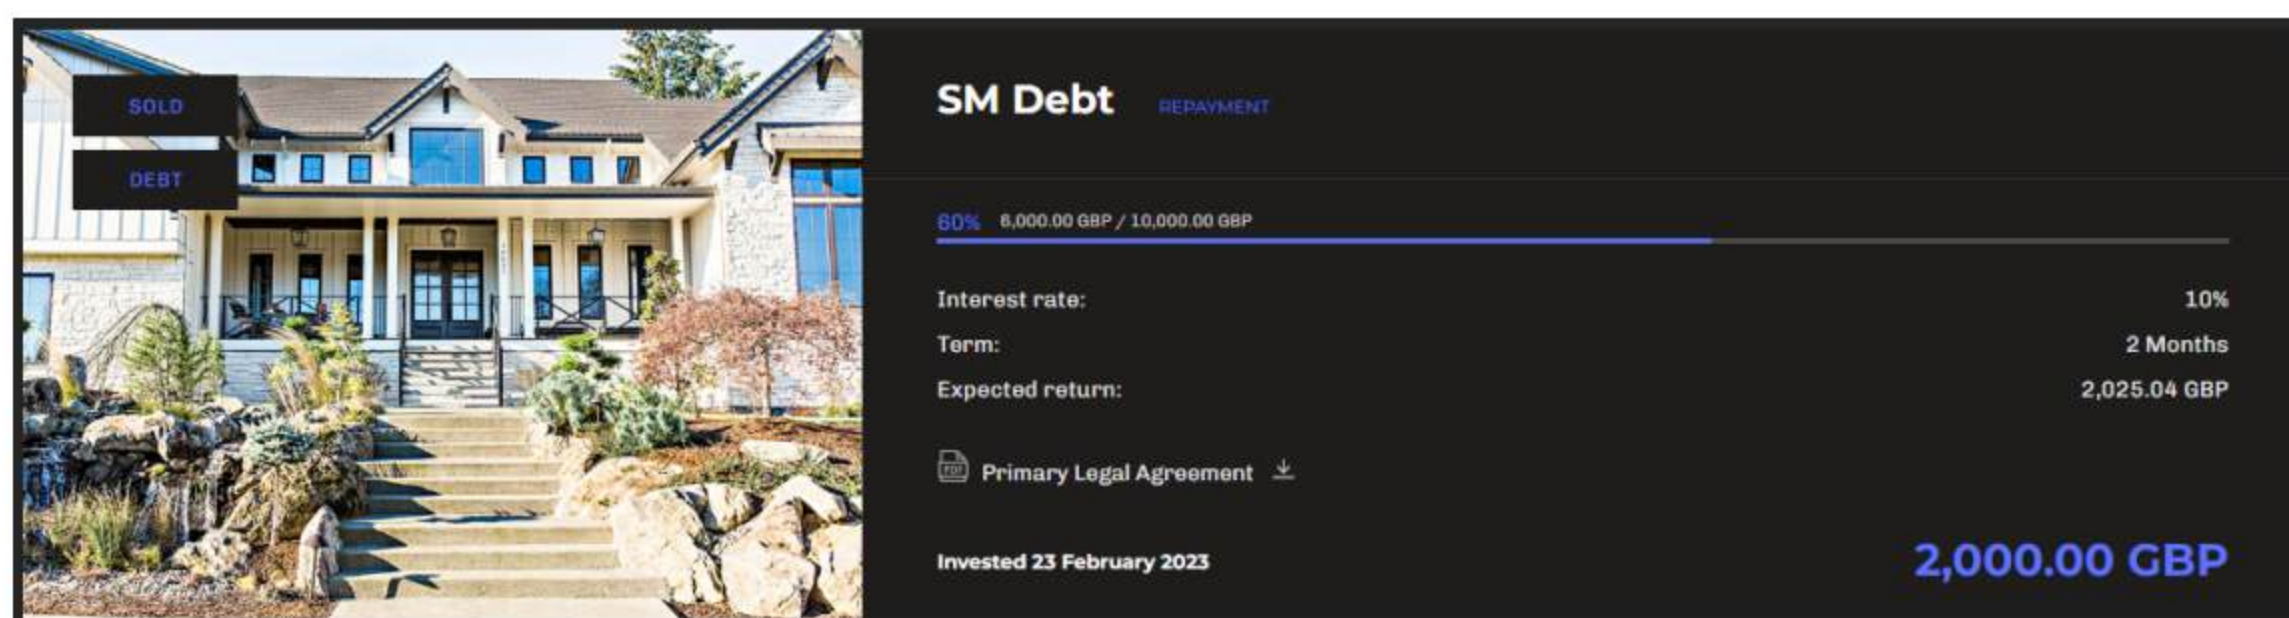 SOLD
DEBT
SM Debt REPAYMENT
60% 6,000.00 GBP / 10,000.00 GBP
Interest rate: 10%
Term: 2 Months
Expected return: 2,025.04 GBP
PDF Primary Legal Agreement
Invested 23 February 2023 2,000.00 GBP